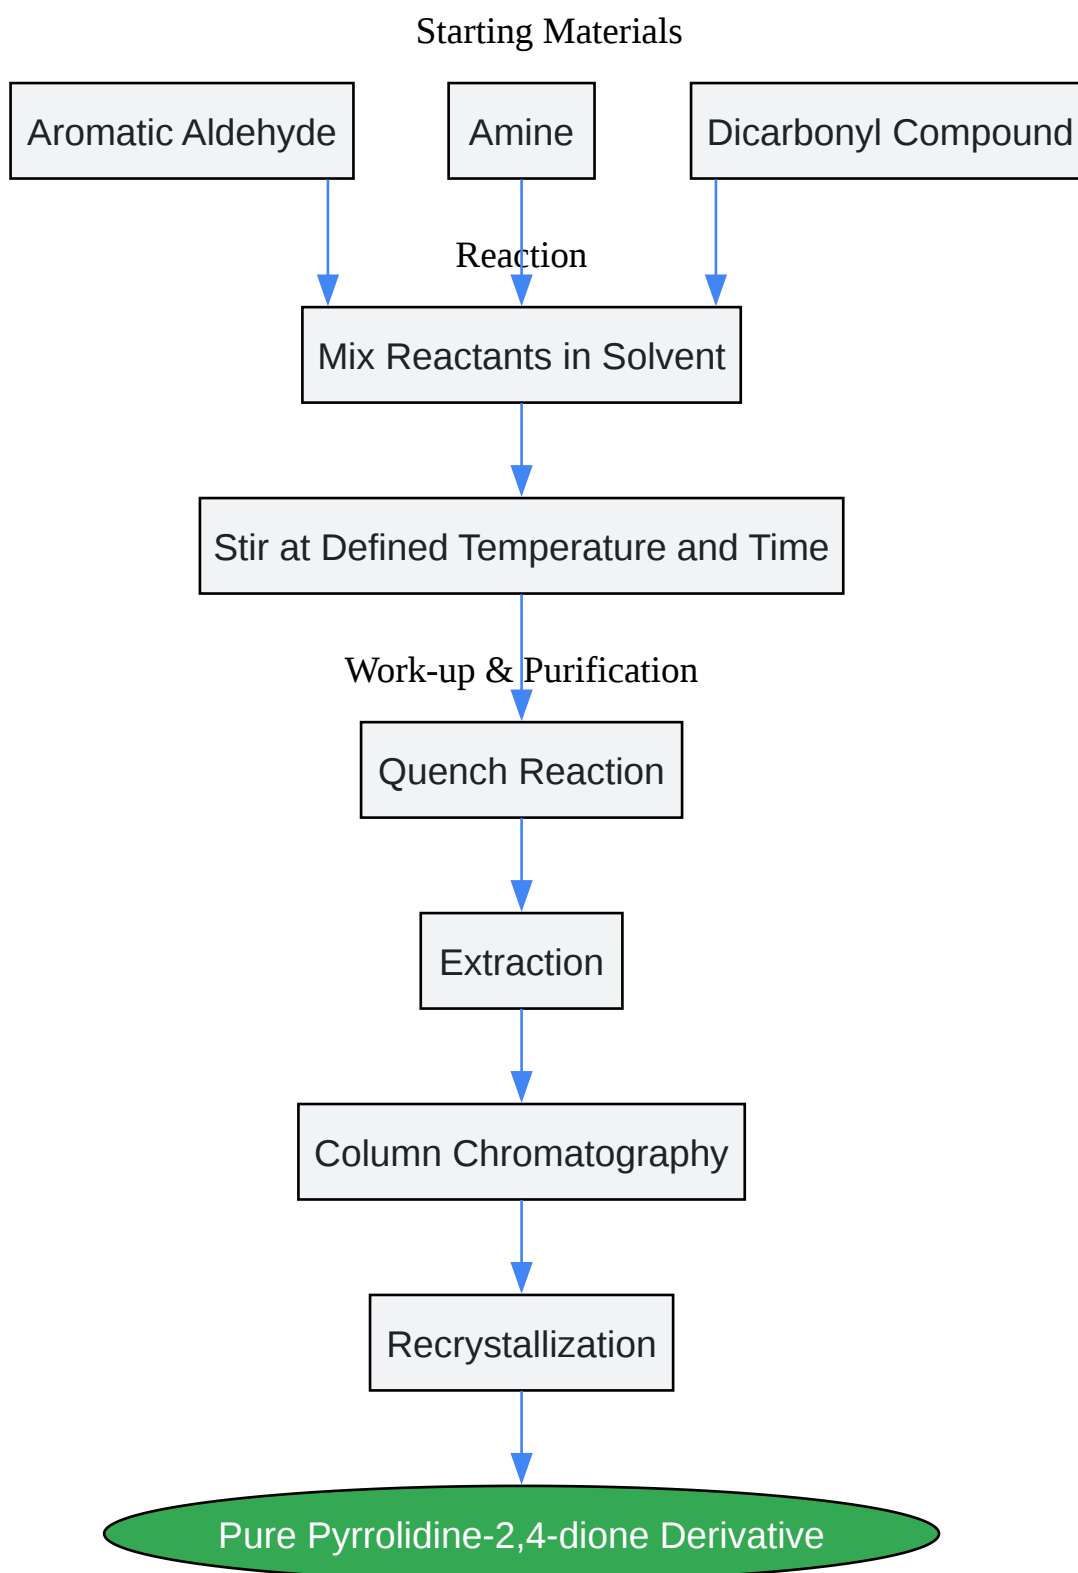 Starting Materials
Aromatic Aldehyde
Amine
Dicarbonyl Compound
Reaction
Mix Reactants in Solvent
Stir at Defined Temperature and Time
Work-up & Purification
Quench Reaction
Extraction
Column Chromatography
Recrystallization
Pure Pyrrolidine-2,4-dione Derivative